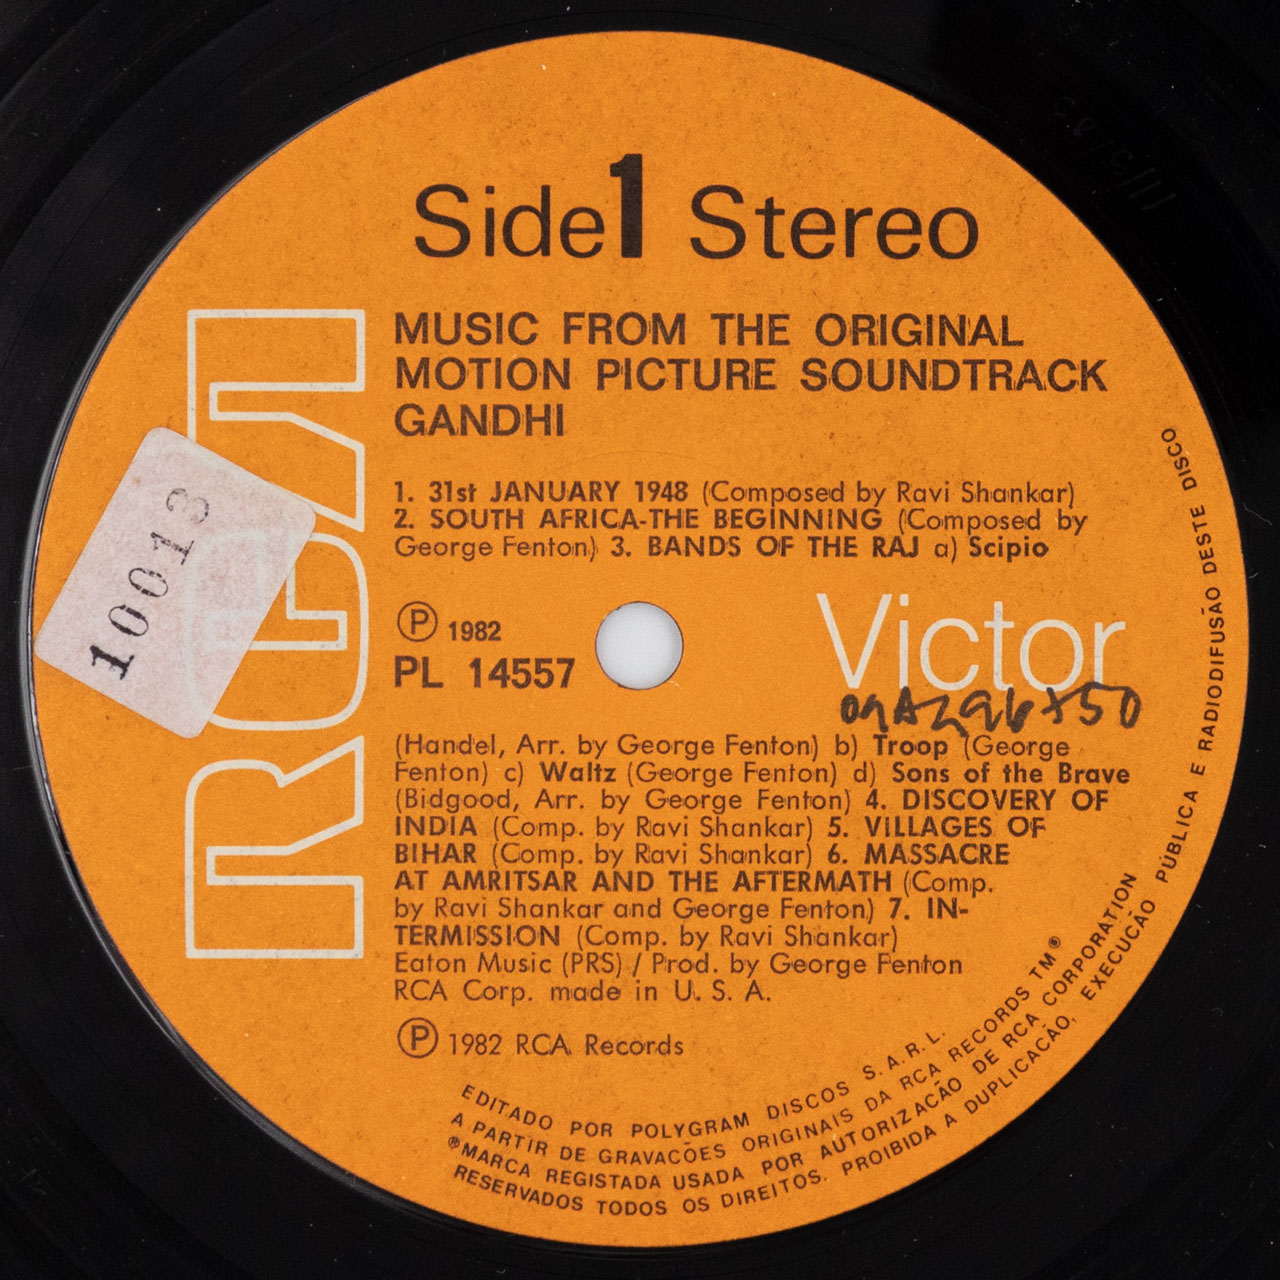 Side 1 Stereo
MUSIC FROM THE ORIGINAL
MOTION PICTURE SOUNDTRACK
GANDHI
1. 31st JANUARY 1948 (Composed by Ravi Shankar)
2. SOUTH AFRICA-THE BEGINNING (Composed by
George Fenton) 3. BANDS OF THE RAJ a) Scipio
RCA
10013
Ⓟ 1982
PL 14557
Victor
(Handel, Arr. by George Fenton) b) Troop (George
Fenton) c) Waltz (George Fenton) d) Sons of the Brave
(Bidgood, Arr. by George Fenton) 4. DISCOVERY OF
INDIA (Comp. by Ravi Shankar) 5. VILLAGES OF
BIHAR (Comp. by Ravi Shankar) 6. MASSACRE
AT AMRITSAR AND THE AFTERMATH (Comp.
by Ravi Shankar and George Fenton) 7. IN-
TERMISSION (Comp. by Ravi Shankar)
Eaton Music (PRS) / Prod. by George Fenton
RCA Corp. made in U. S. A.
Ⓟ 1982 RCA Records
EDITADO POR POLYGRAM DISCOS S.A.R.L.
A PARTIR DE GRAVACÕES ORIGINAIS DA RCA RECORDS TM®
®MARCA REGISTADA USADA POR AUTORIZACÃO DE RCA CORPORATION
RESERVADOS TODOS OS DIREITOS. PROIBIDA A DUPLICACÃO, EXECUCÃO PÚBLICA E RADIODIFUSÃO DESTE DISCO